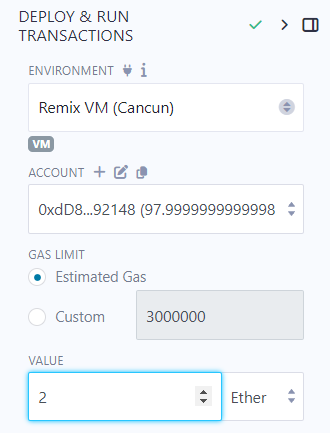 DEPLOY & RUN
TRANSACTIONS
ENVIRONMENT
Remix VM (Cancun)
VM
ACCOUNT
0xdD8...92148 (97.9999999999998
GAS LIMIT
Estimated Gas
Custom 3000000
VALUE
2 Ether